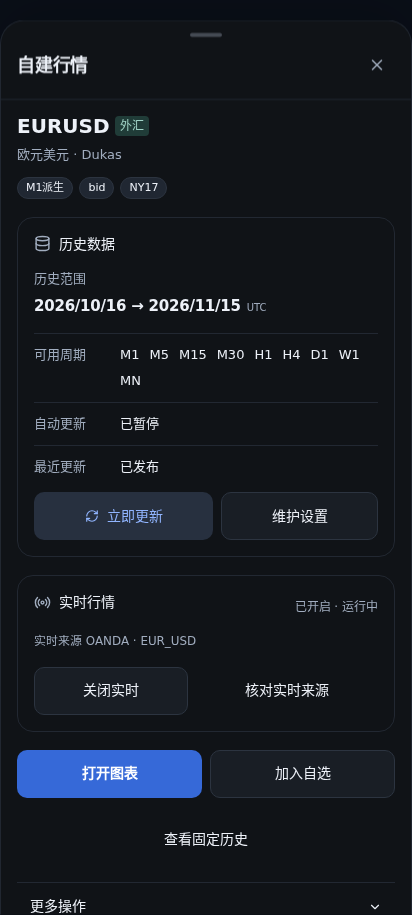 自建行情
EURUSD 外汇
欧元美元 · Dukas
M1派生 bid NY17
历史数据
历史范围
2026/10/16 → 2026/11/15 UTC
可用周期 M1 M5 M15 M30 H1 H4 D1 W1
MN
自动更新 已暂停
最近更新 已发布
立即更新 维护设置
实时行情 已开启 · 运行中
实时来源 OANDA · EUR_USD
关闭实时 核对实时来源
打开图表 加入自选
查看固定历史
更多操作